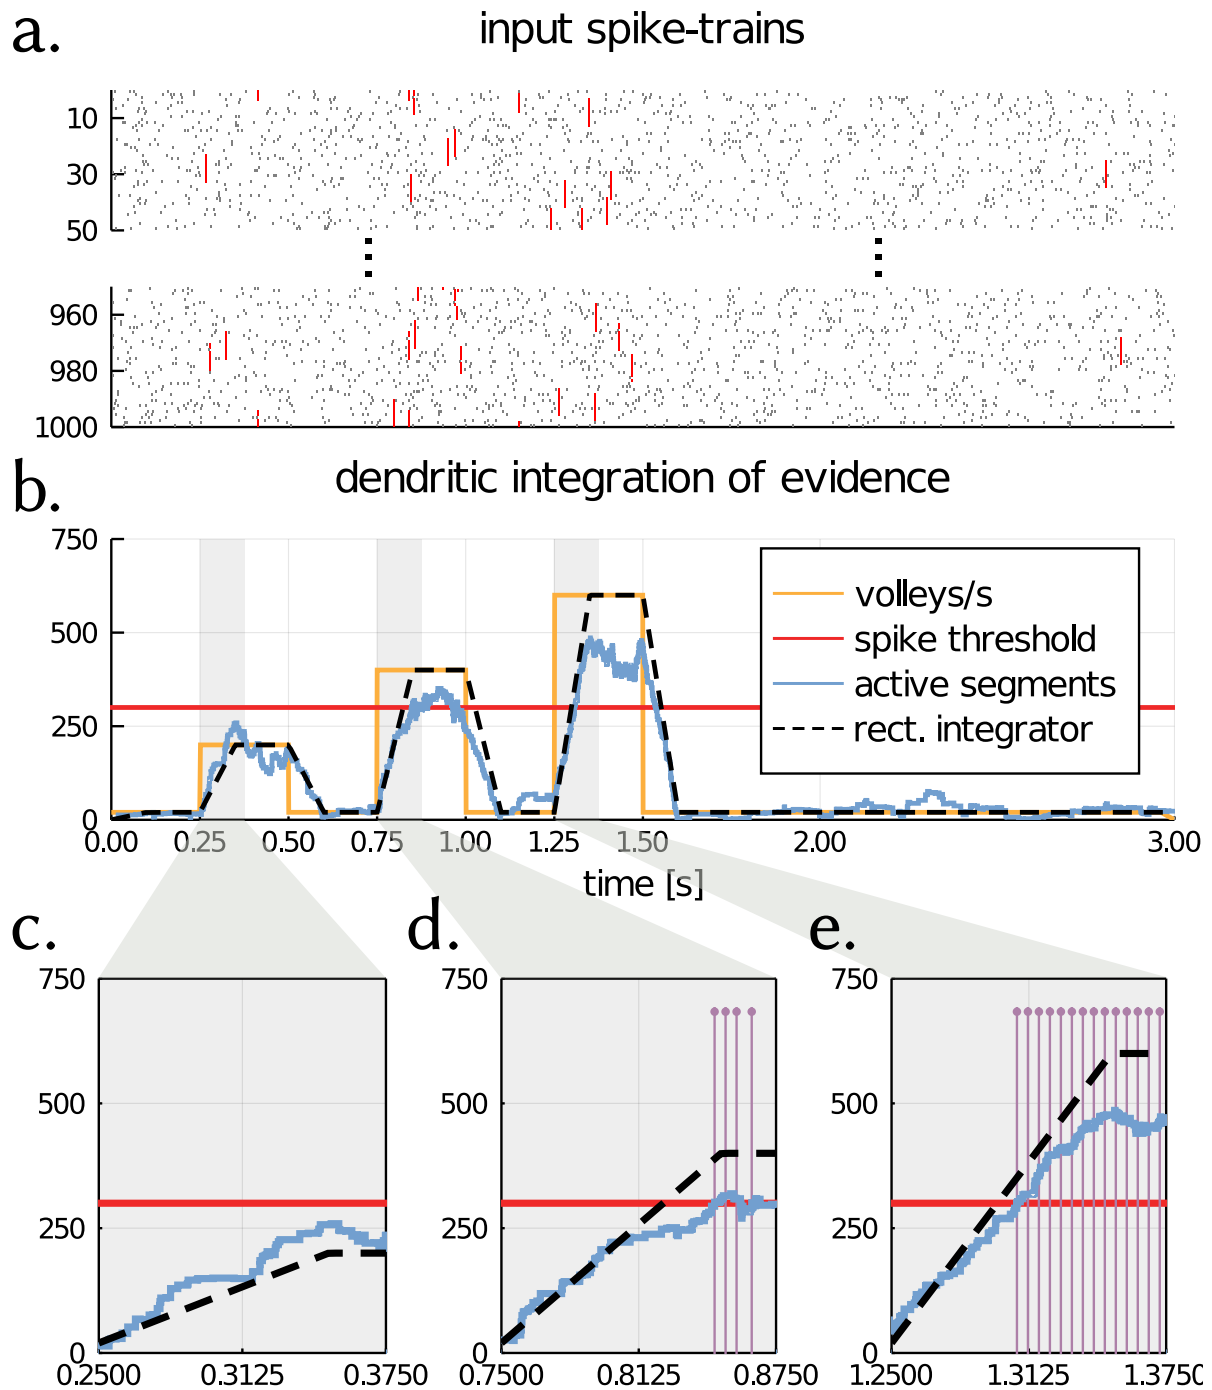 a.
input spike-trains
10
30
50
960
980
1000
b.
dendritic integration of evidence
750
500
250
0
volleys/s
spike threshold
active segments
rect. integrator
0.00 0.25 0.50 0.75 1.00 1.25 1.50 2.00 3.00
time [s]
c.
d.
e.
750
500
250
0
0.2500 0.3125 0.3750
750
500
250
0
0.7500 0.8125 0.8750
750
500
250
0
1.2500 1.3125 1.3750